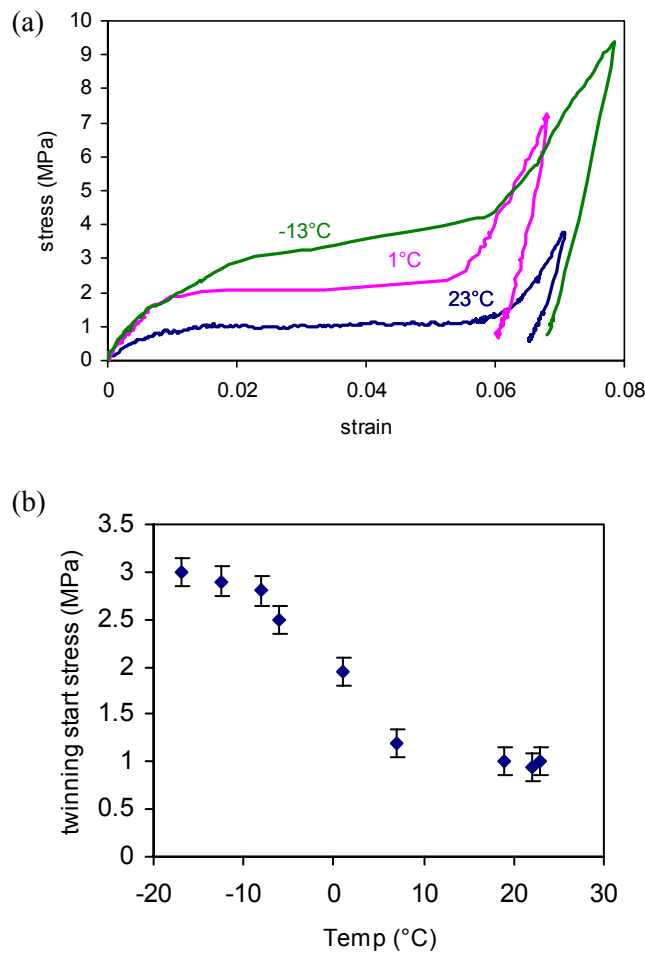 (a)
10
9
8
7
6
5
4
3
2
1
0
stress (MPa)
-13°C
1°C
23°C
0 0.02 0.04 0.06 0.08
strain
(b)
3.5
3
2.5
2
1.5
1
0.5
0
twinning start stress (MPa)
-20 -10 0 10 20 30
Temp (°C)